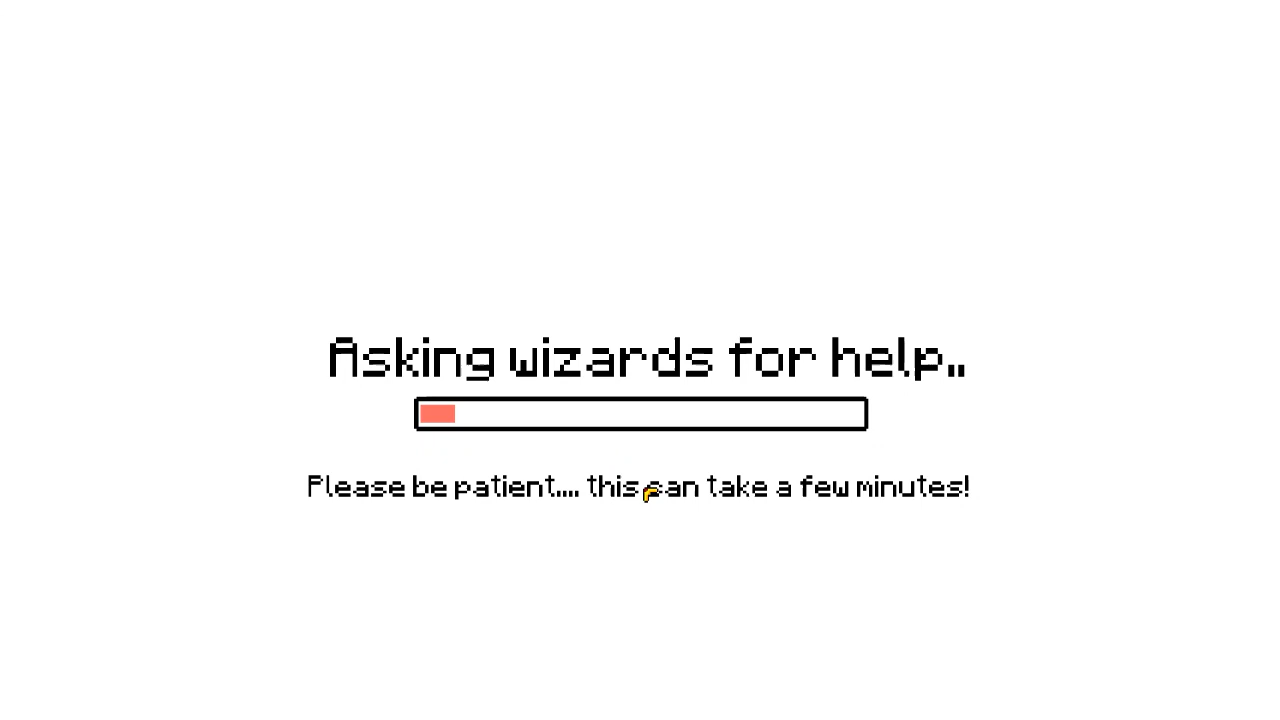 Asking wizards for help..
Please be patient.... this can take a few minutes!